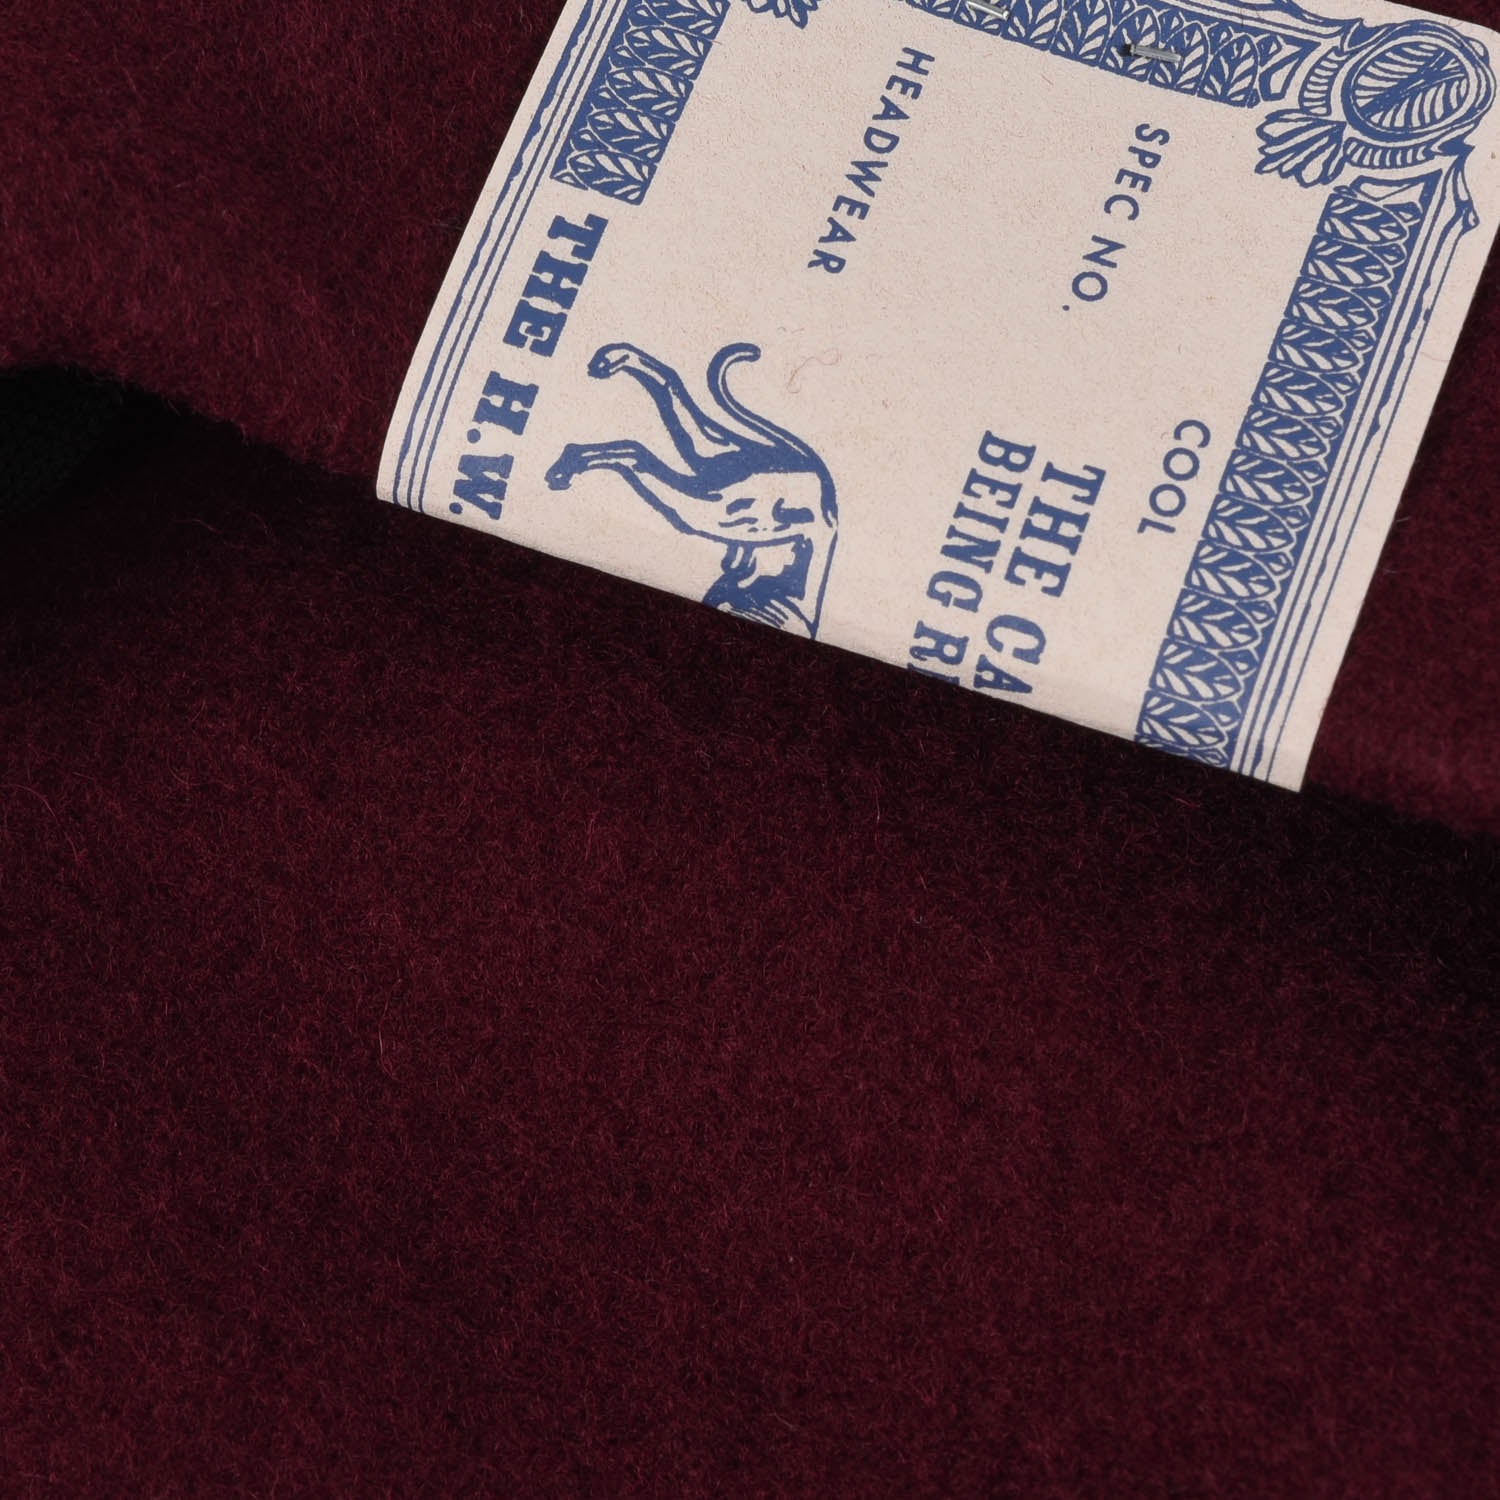 COOL
THE CA
BEING R
SPEC NO.
HEADWEAR
THE H.W.